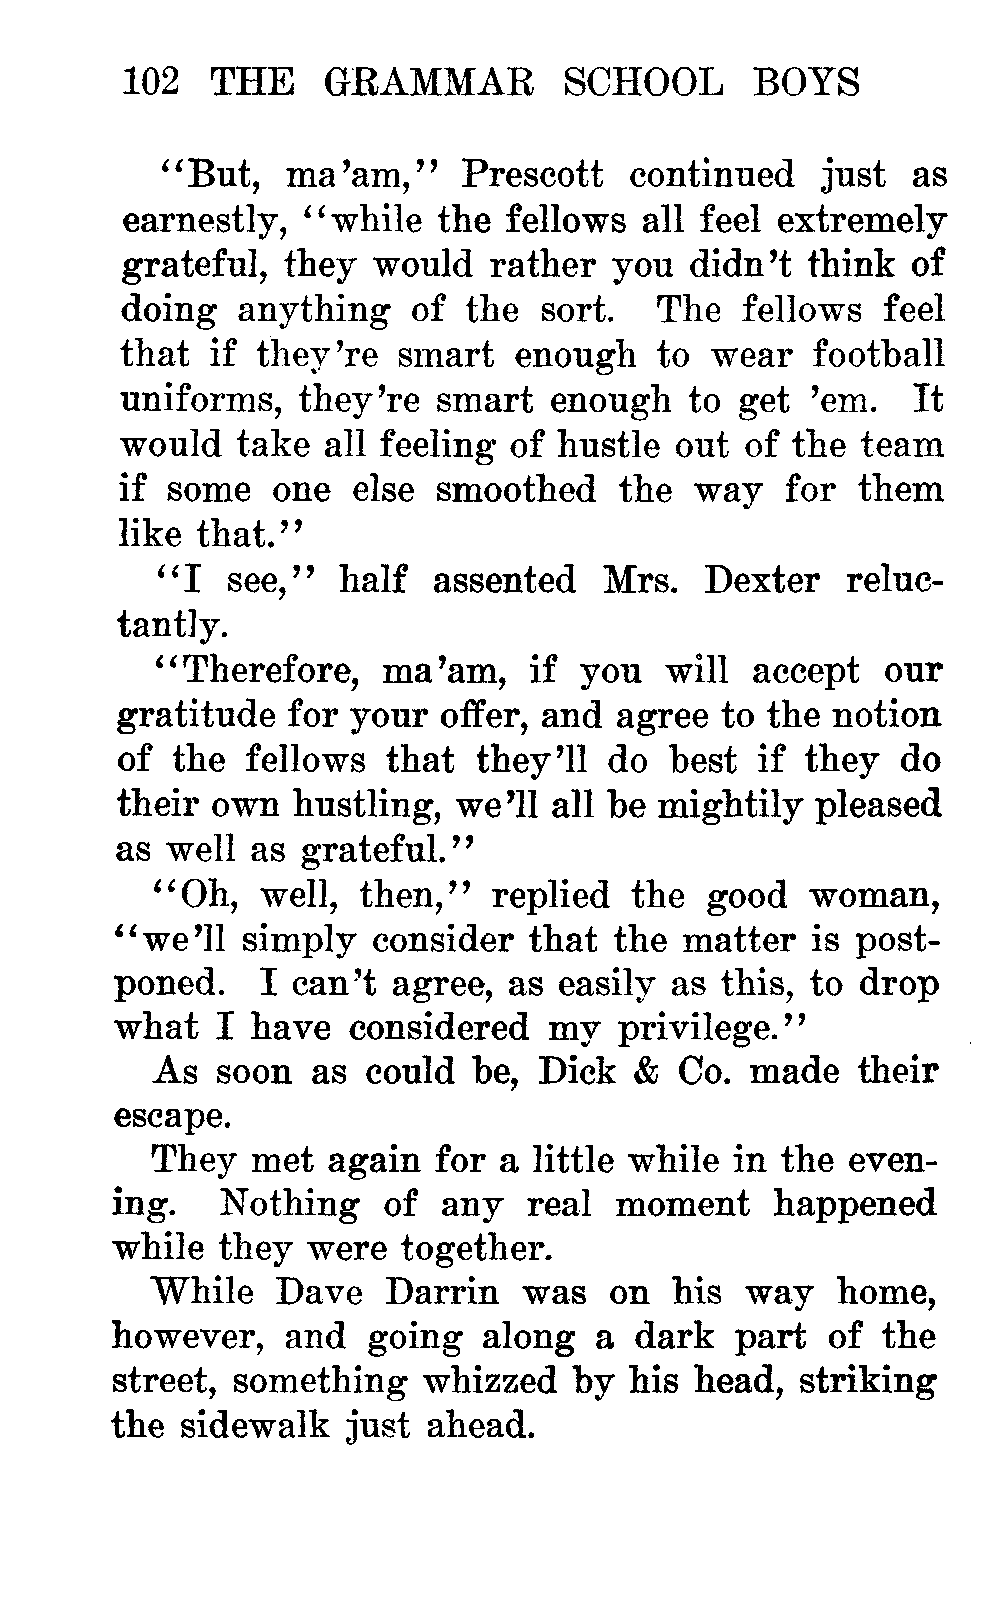 102 THE GRAMMAR SCHOOL BOYS
“But, ma’am,” Prescott continued just as
earnestly, “while the fellows all feel extremely
grateful, they would rather you didn’t think of
doing anything of the sort. The fellows feel
that if they’re smart enough to wear football
uniforms, they’re smart enough to get ’em. It
would take all feeling of hustle out of the team
if some one else smoothed the way for them
like that.”
“I see,” half assented Mrs. Dexter reluc-
tantly.
“Therefore, ma’am, if you will accept our
gratitude for your offer, and agree to the notion
of the fellows that they’ll do best if they do
their own hustling, we’ll all be mightily pleased
as well as grateful.”
“Oh, well, then,” replied the good woman,
“we’ll simply consider that the matter is post-
poned. I can’t agree, as easily as this, to drop
what I have considered my privilege.”
As soon as could be, Dick & Co. made their
escape.
They met again for a little while in the even-
ing. Nothing of any real moment happened
while they were together.
While Dave Darrin was on his way home,
however, and going along a dark part of the
street, something whizzed by his head, striking
the sidewalk just ahead.